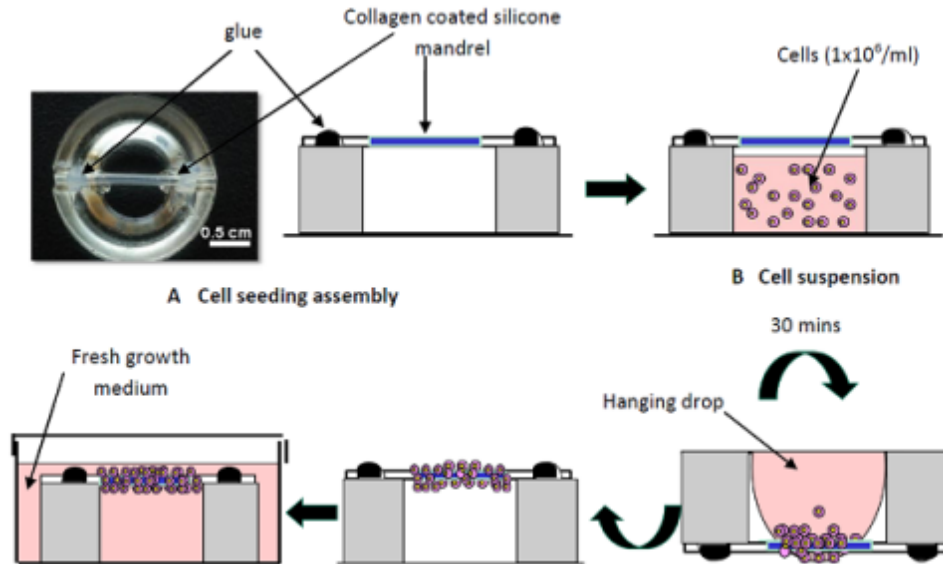 glue
Collagen coated silicone
mandrel
Cells (1x10⁶/ml)
0.5 cm
A Cell seeding assembly
B Cell suspension
30 mins
Fresh growth
medium
Hanging drop